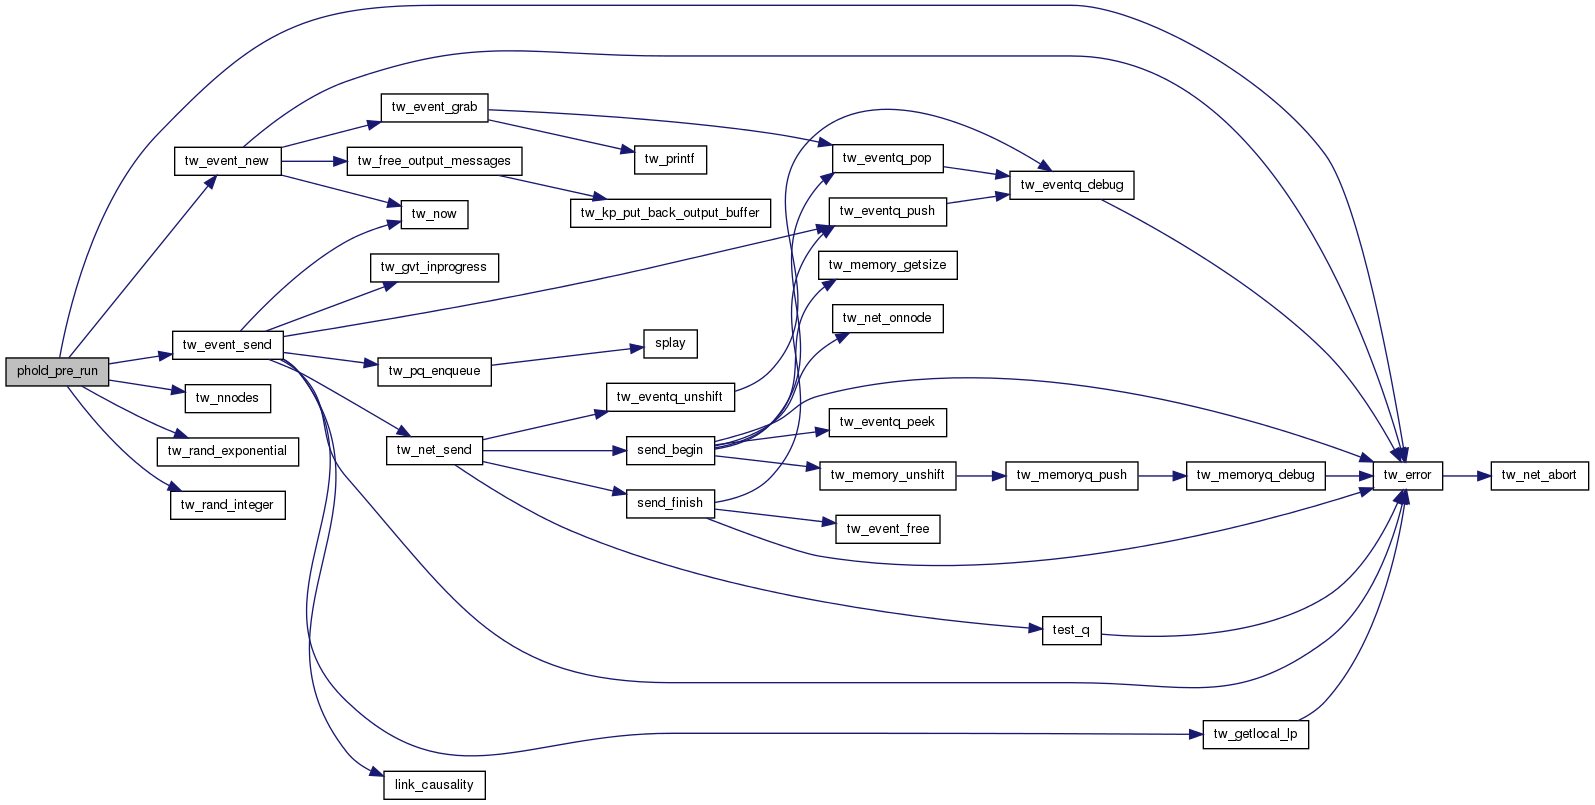 phold_pre_run
tw_event_new
tw_event_send
tw_nnodes
tw_rand_exponential
tw_rand_integer
tw_event_grab
tw_free_output_messages
tw_now
tw_gvt_inprogress
tw_pq_enqueue
tw_net_send
link_causality
tw_printf
tw_kp_put_back_output_buffer
splay
tw_eventq_unshift
send_begin
send_finish
tw_eventq_pop
tw_eventq_push
tw_memory_getsize
tw_net_onnode
tw_eventq_peek
tw_memory_unshift
tw_event_free
tw_eventq_debug
tw_memoryq_push
test_q
tw_memoryq_debug
tw_getlocal_lp
tw_error
tw_net_abort